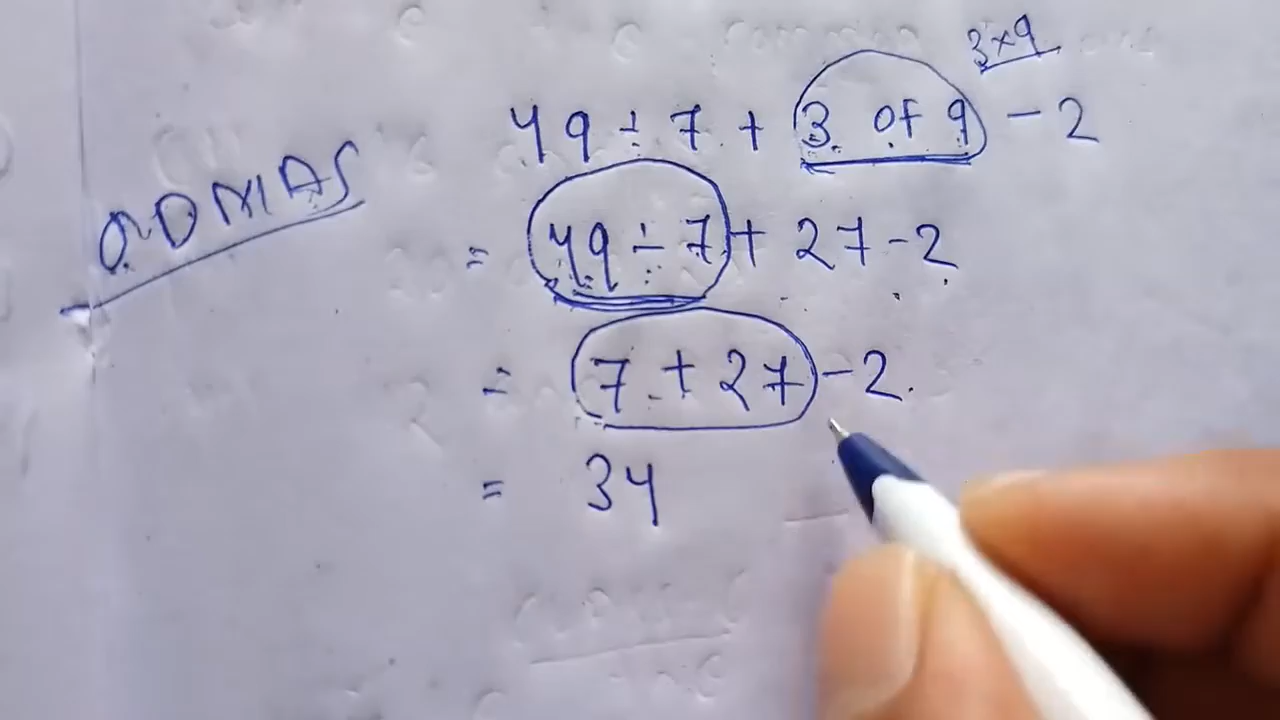 3×9
49 ÷ 7 + 3 of 9 - 2
ODMAS
= 49 ÷ 7 + 27 - 2
= 7 + 27 - 2
= 34